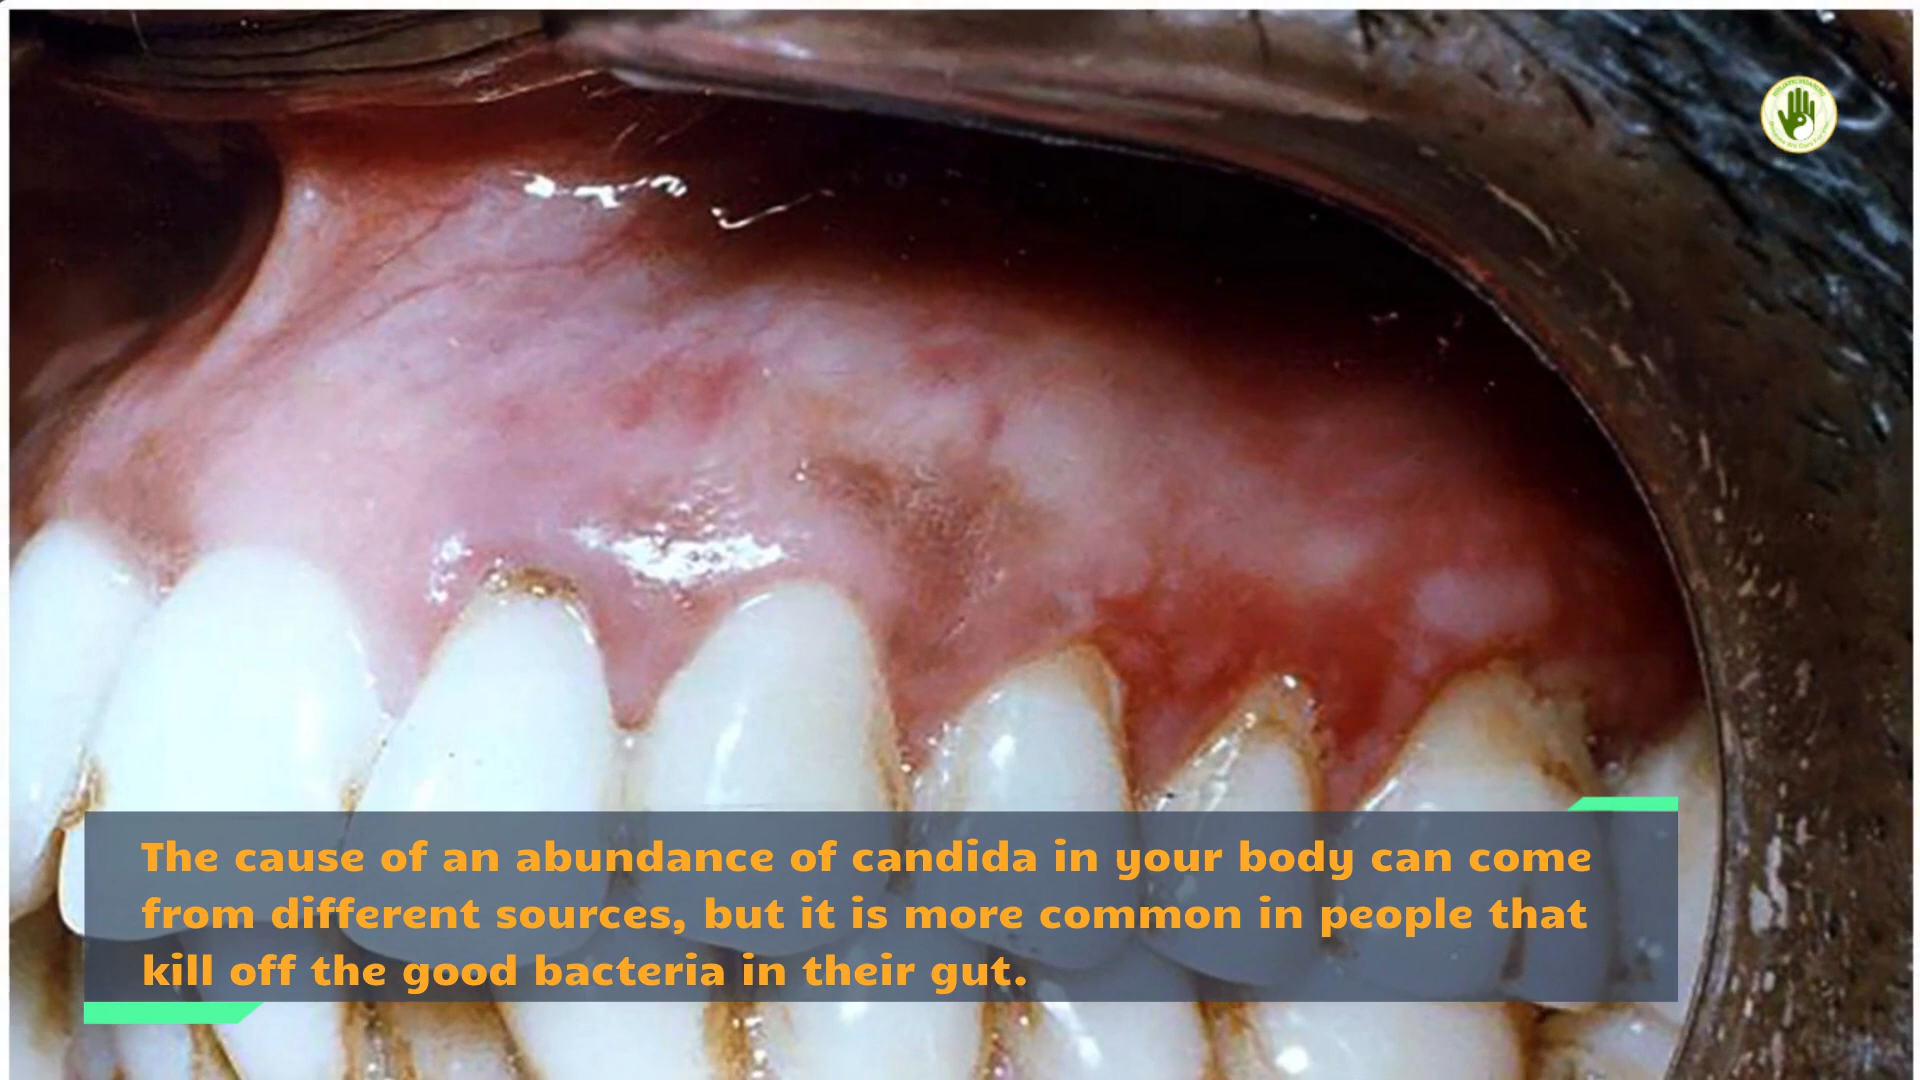 The cause of an abundance of candida in your body can come
from different sources, but it is more common in people that
kill off the good bacteria in their gut.